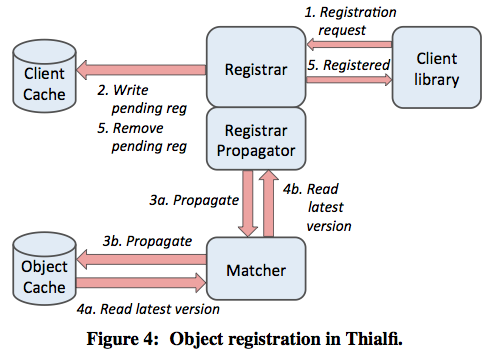 1. Registration
request
Client
Cache
Registrar
Client
library
5. Registered
2. Write
pending reg
5. Remove
pending reg
Registrar
Propagator
3a. Propagate
4b. Read
latest
version
3b. Propagate
Object
Cache
Matcher
4a. Read latest version
Figure 4: Object registration in Thialfi.